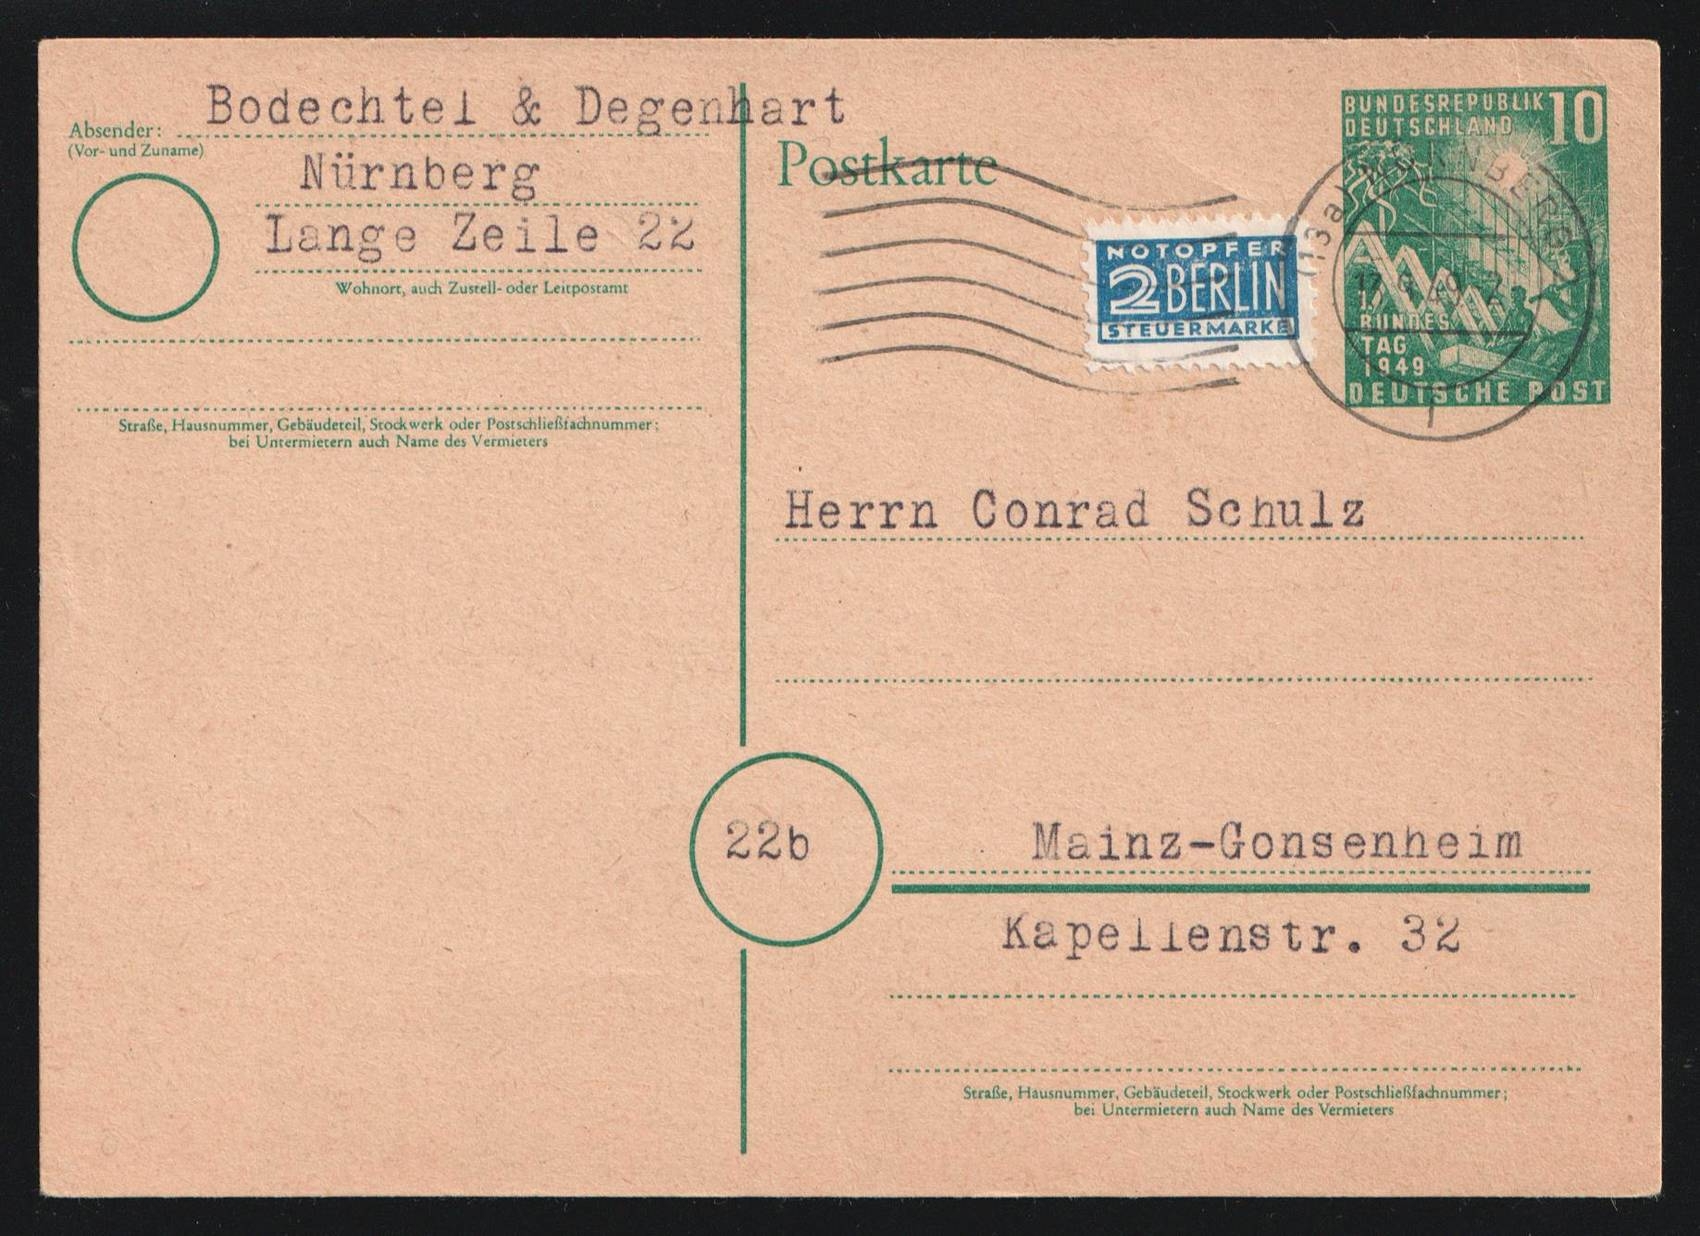 Bodechtel & Degenhart
Absender:
(Vor- und Zuname)
Nürnberg
Lange Zeile 22
Wohnort, auch Zustell- oder Leitpostamt
Straße, Hausnummer, Gebäudeteil, Stockwerk oder Postschließfachnummer;
bei Untermietern auch Name des Vermieters
Postkarte
NOTOPFER
2 BERLIN
STEUERMARKE
BUNDESREPUBLIK 10
DEUTSCHLAND
BUNDES
TAG
1949
DEUTSCHE POST
(13a) NÜRNBERG 2
Herrn Conrad Schulz
22b
Mainz-Gonsenheim
Kapellenstr. 32
Straße, Hausnummer, Gebäudeteil, Stockwerk oder Postschließfachnummer;
bei Untermietern auch Name des Vermieters